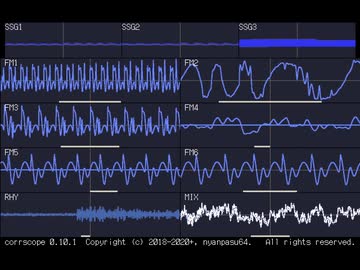 SSG1 SSG2 SSG3
FM1 FM2
FM3 FM4
FM5 FM6
RHY MIX
corrscope 0.10.1 Copyright (c) 2018-2020+, nyanpasu64. All rights reserved.